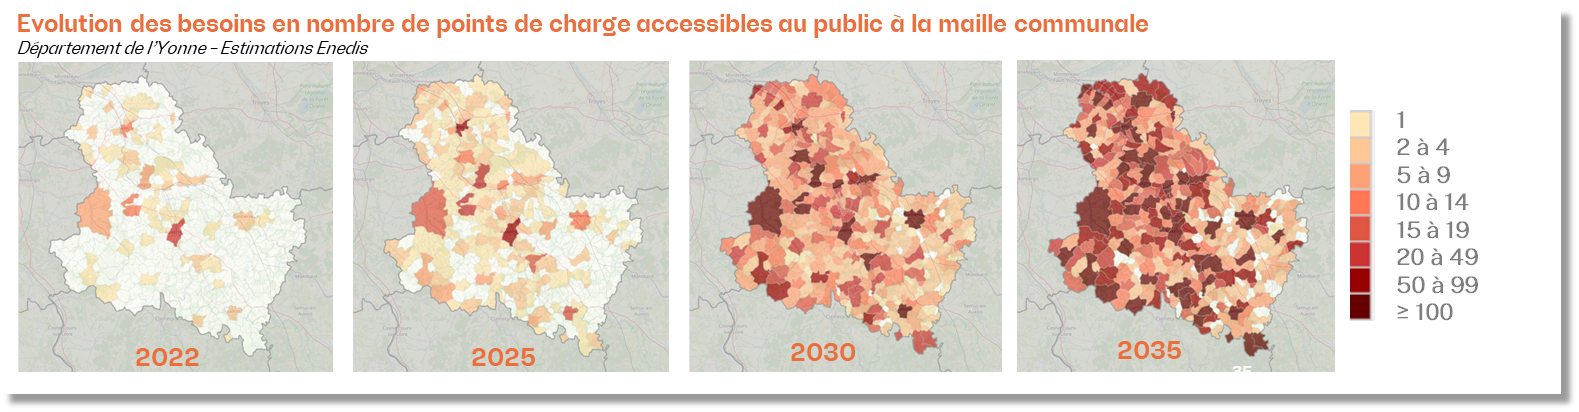 Evolution des besoins en nombre de points de charge accessibles au public à la maille communale
Département de l'Yonne – Estimations Enedis
2022
2025
2030
2035
35
1
2 à 4
5 à 9
10 à 14
15 à 19
20 à 49
50 à 99
≥ 100